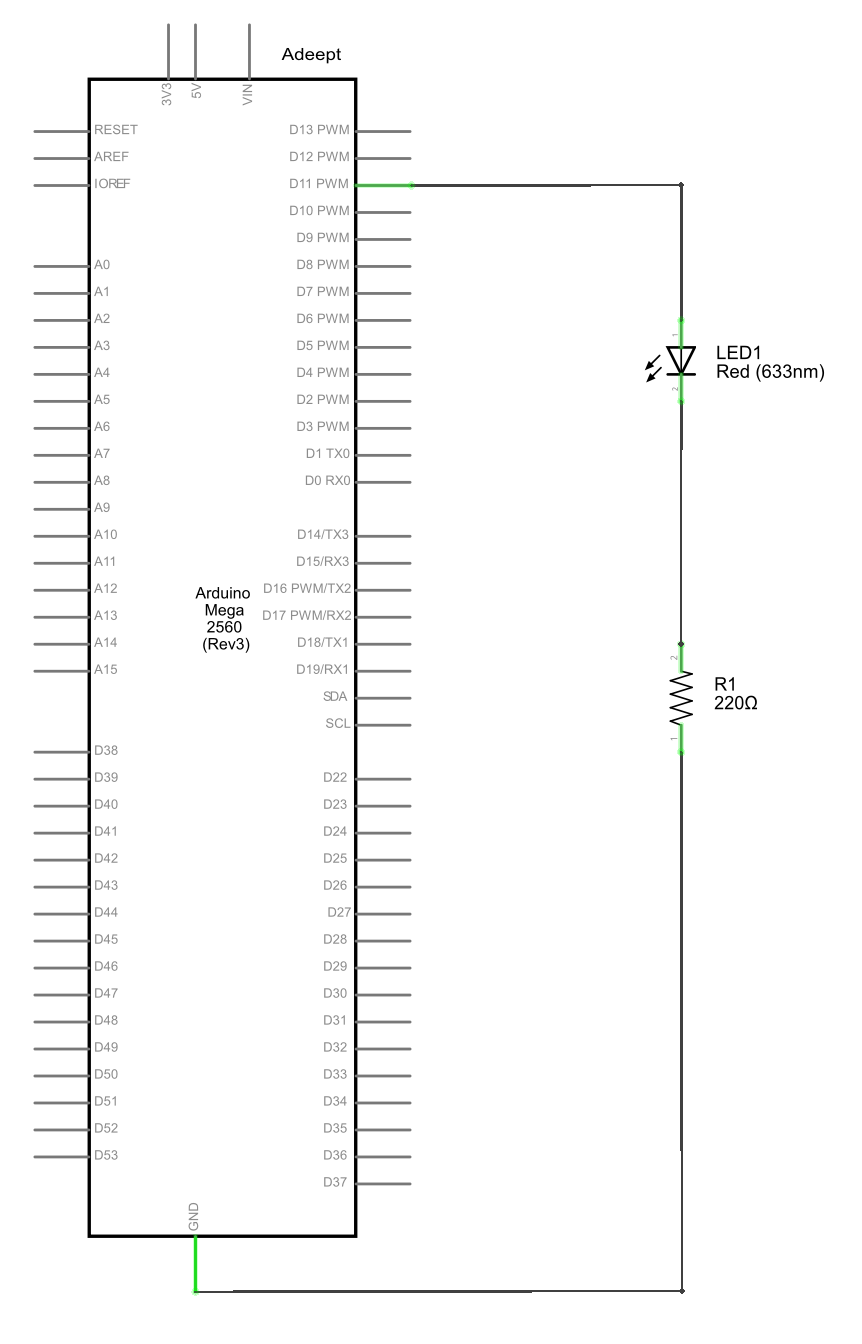 Adeept
3V3
5V
VIN
RESET
AREF
IOREF
A0
A1
A2
A3
A4
A5
A6
A7
A8
A9
A10
A11
A12
A13
A14
A15
D38
D39
D40
D41
D42
D43
D44
D45
D46
D47
D48
D49
D50
D51
D52
D53
Arduino
Mega
2560
(Rev3)
D13 PWM
D12 PWM
D11 PWM
D10 PWM
D9 PWM
D8 PWM
D7 PWM
D6 PWM
D5 PWM
D4 PWM
D2 PWM
D3 PWM
D1 TX0
D0 RX0
D14/TX3
D15/RX3
D16 PWM/TX2
D17 PWM/RX2
D18/TX1
D19/RX1
SDA
SCL
D22
D23
D24
D25
D26
D27
D28
D29
D30
D31
D32
D33
D34
D35
D36
D37
GND
1
LED1
Red (633nm)
2
2
R1
220Ω
1